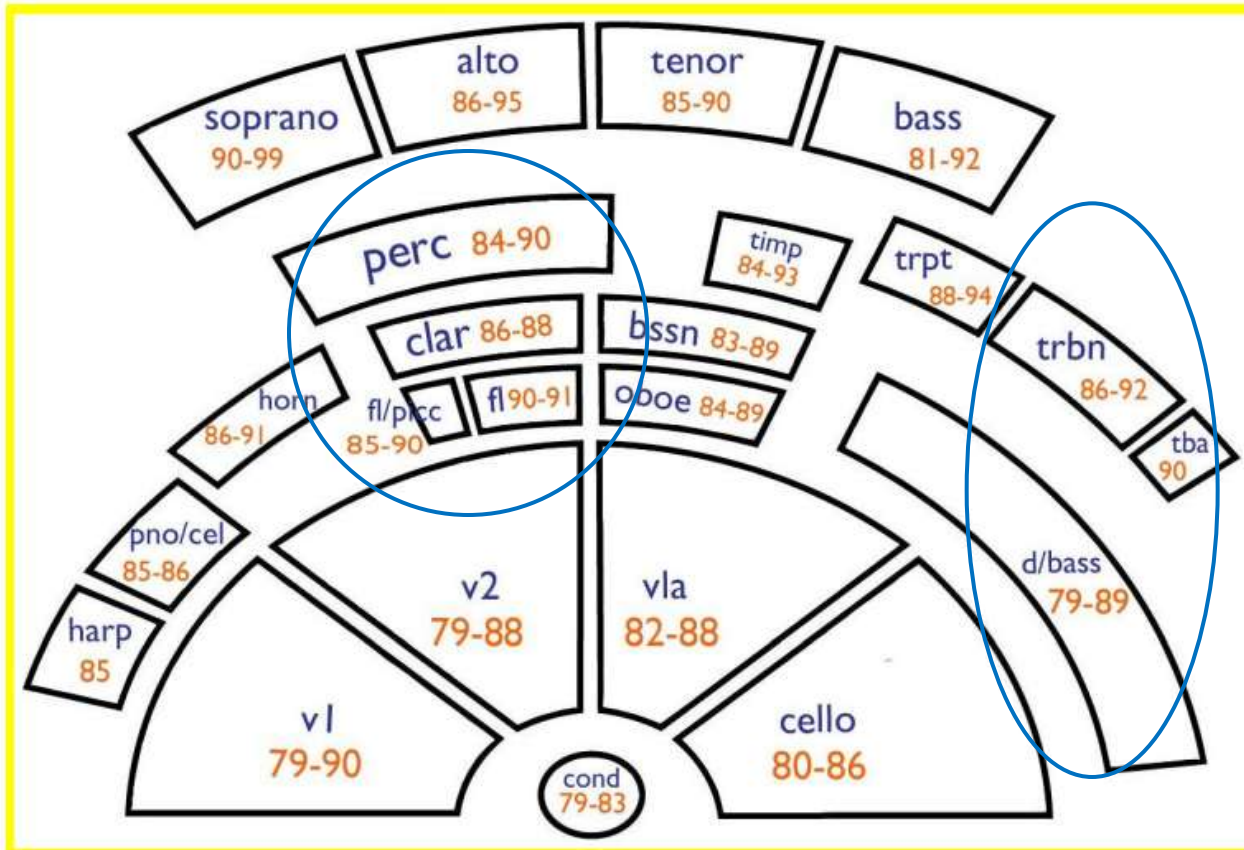 soprano
90-99
alto
86-95
tenor
85-90
bass
81-92
perc 84-90
timp
84-93
trpt
88-94
trbn
86-92
tba
90
clar 86-88
bssn 83-89
horn
86-91
fl/picc
85-90
fl 90-91
oboe 84-89
pno/cel
85-86
harp
85
v1
79-90
v2
79-88
vla
82-88
cello
80-86
d/bass
79-89
cond
79-83